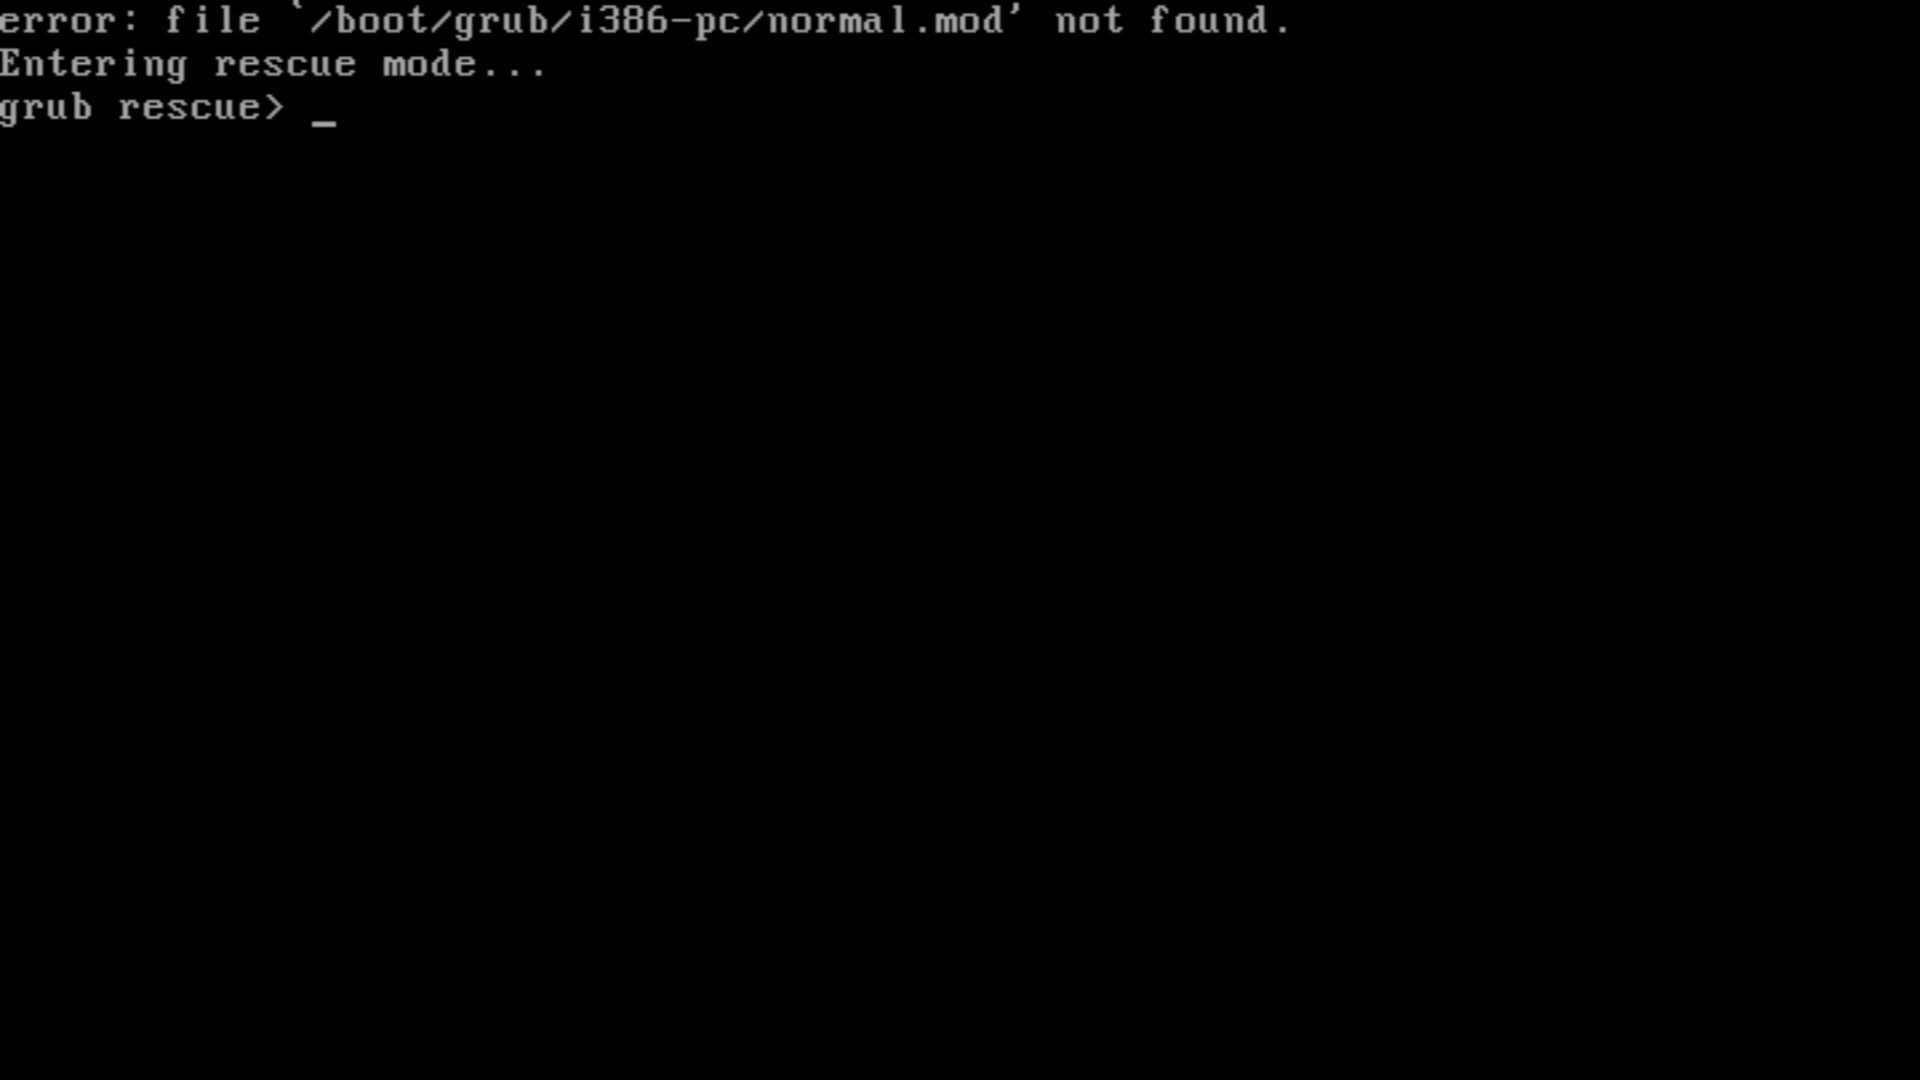 error: file `/boot/grub/i386-pc/normal.mod' not found.
Entering rescue mode...
grub rescue> _